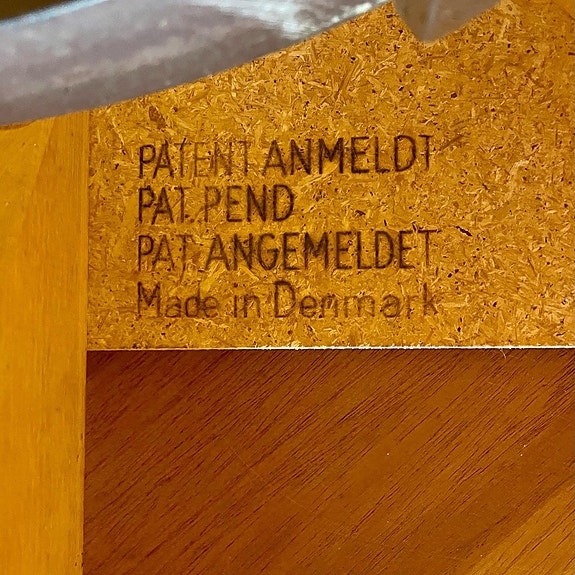 PATENT ANMELDT
PAT. PEND
PAT. ANGEMELDET
Made in Denmark